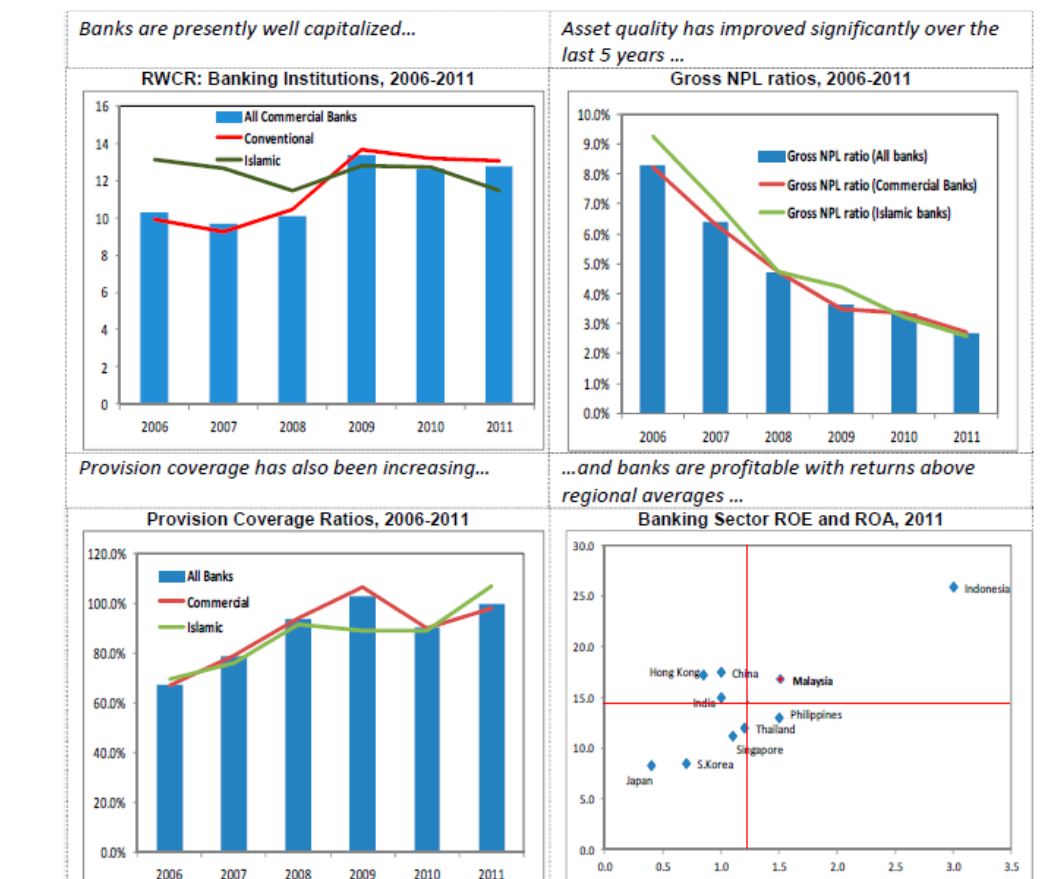 Banks are presently well capitalized...
Asset quality has improved significantly over the
last 5 years ...
RWCR: Banking Institutions, 2006-2011
16
14
12
10
8
6
4
2
0
All Commercial Banks
Conventional
Islamic
2006 2007 2008 2009 2010 2011
Gross NPL ratios, 2006-2011
10.0%
9.0%
8.0%
7.0%
6.0%
5.0%
4.0%
3.0%
2.0%
1.0%
0.0%
Gross NPL ratio (All banks)
Gross NPL ratio (Commercial Banks)
Gross NPL ratio (Islamic banks)
2006 2007 2008 2009 2010 2011
Provision coverage has also been increasing...
...and banks are profitable with returns above
regional averages ...
Provision Coverage Ratios, 2006-2011
120.0%
100.0%
80.0%
60.0%
40.0%
20.0%
0.0%
All Banks
Commercial
Islamic
2006 2007 2008 2009 2010 2011
Banking Sector ROE and ROA, 2011
30.0
25.0
20.0
15.0
10.0
5.0
0.0
Indonesia
Hong Kong
China
Malaysia
India
Philippines
Thailand
Singapore
S.Korea
Japan
0.0 0.5 1.0 1.5 2.0 2.5 3.0 3.5